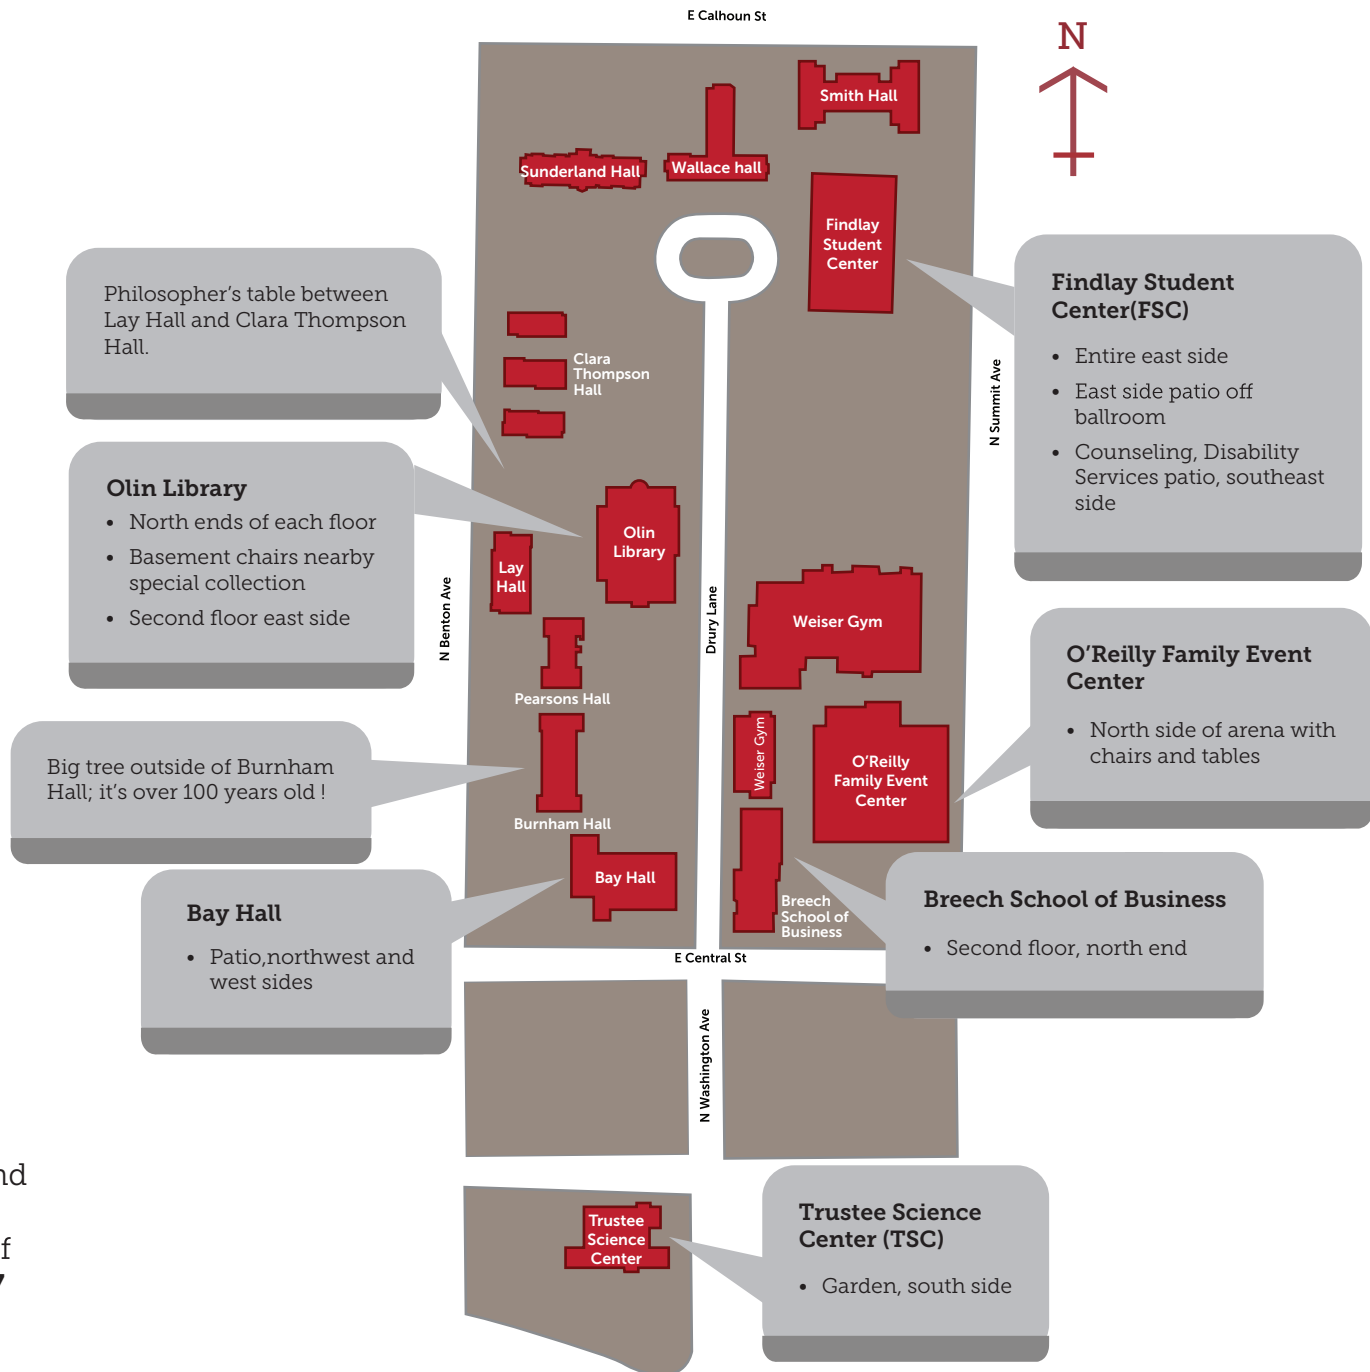 E Calhoun St
N
Smith Hall
Sunderland Hall
Wallace hall
Findlay
Student
Center
Philosopher’s table between
Lay Hall and Clara Thompson
Hall.
Findlay Student
Center(FSC)
• Entire east side
• East side patio off
ballroom
• Counseling, Disability
Services patio, southeast
side
Clara
Thompson
Hall
N Summit Ave
Olin Library
• North ends of each floor
• Basement chairs nearby
special collection
• Second floor east side
Olin
Library
Lay
Hall
N Benton Ave
Drury Lane
Weiser Gym
O’Reilly Family Event
Center
• North side of arena with
chairs and tables
Pearsons Hall
Weiser Gym
O’Reilly
Family Event
Center
Big tree outside of Burnham
Hall; it’s over 100 years old !
Burnham Hall
Bay Hall
Bay Hall
• Patio,northwest and
west sides
Breech
School of
Business
Breech School of Business
• Second floor, north end
E Central St
N Washington Ave
nd
f
Trustee
Science
Center
Trustee Science
Center (TSC)
• Garden, south side